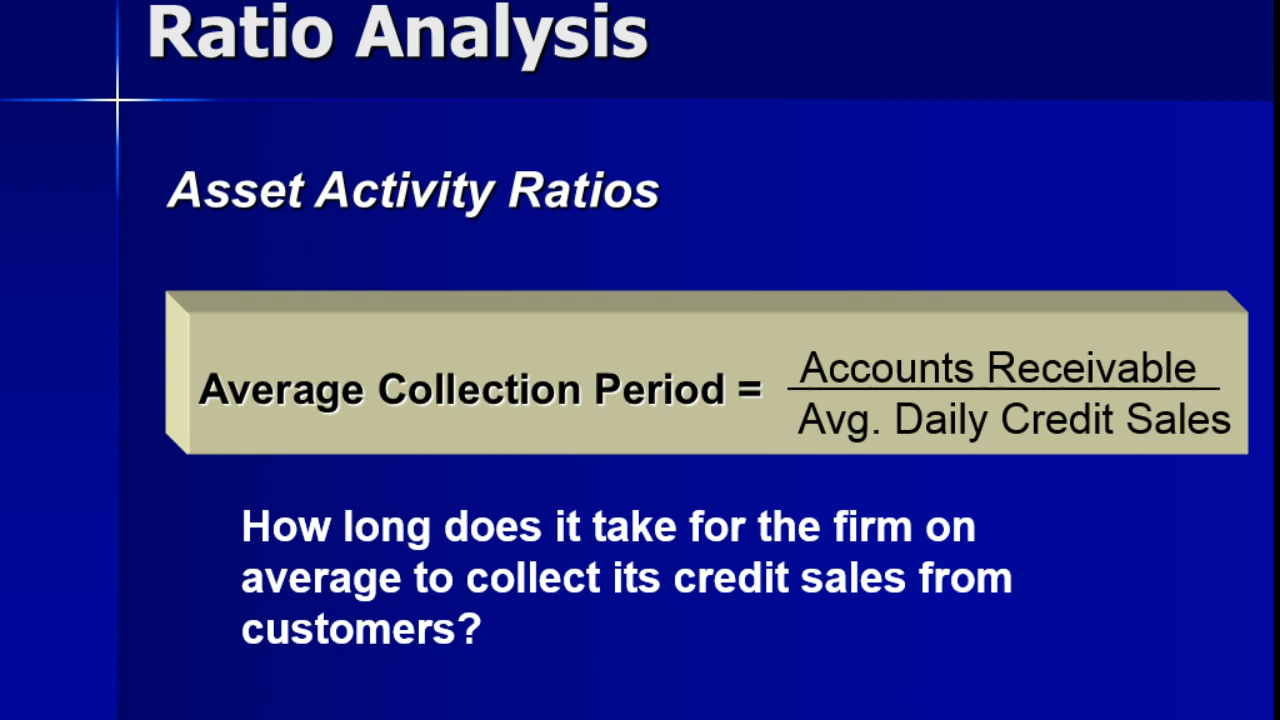 Ratio Analysis
Asset Activity Ratios
Average Collection Period =
Accounts Receivable
Avg. Daily Credit Sales
How long does it take for the firm on
average to collect its credit sales from
customers?